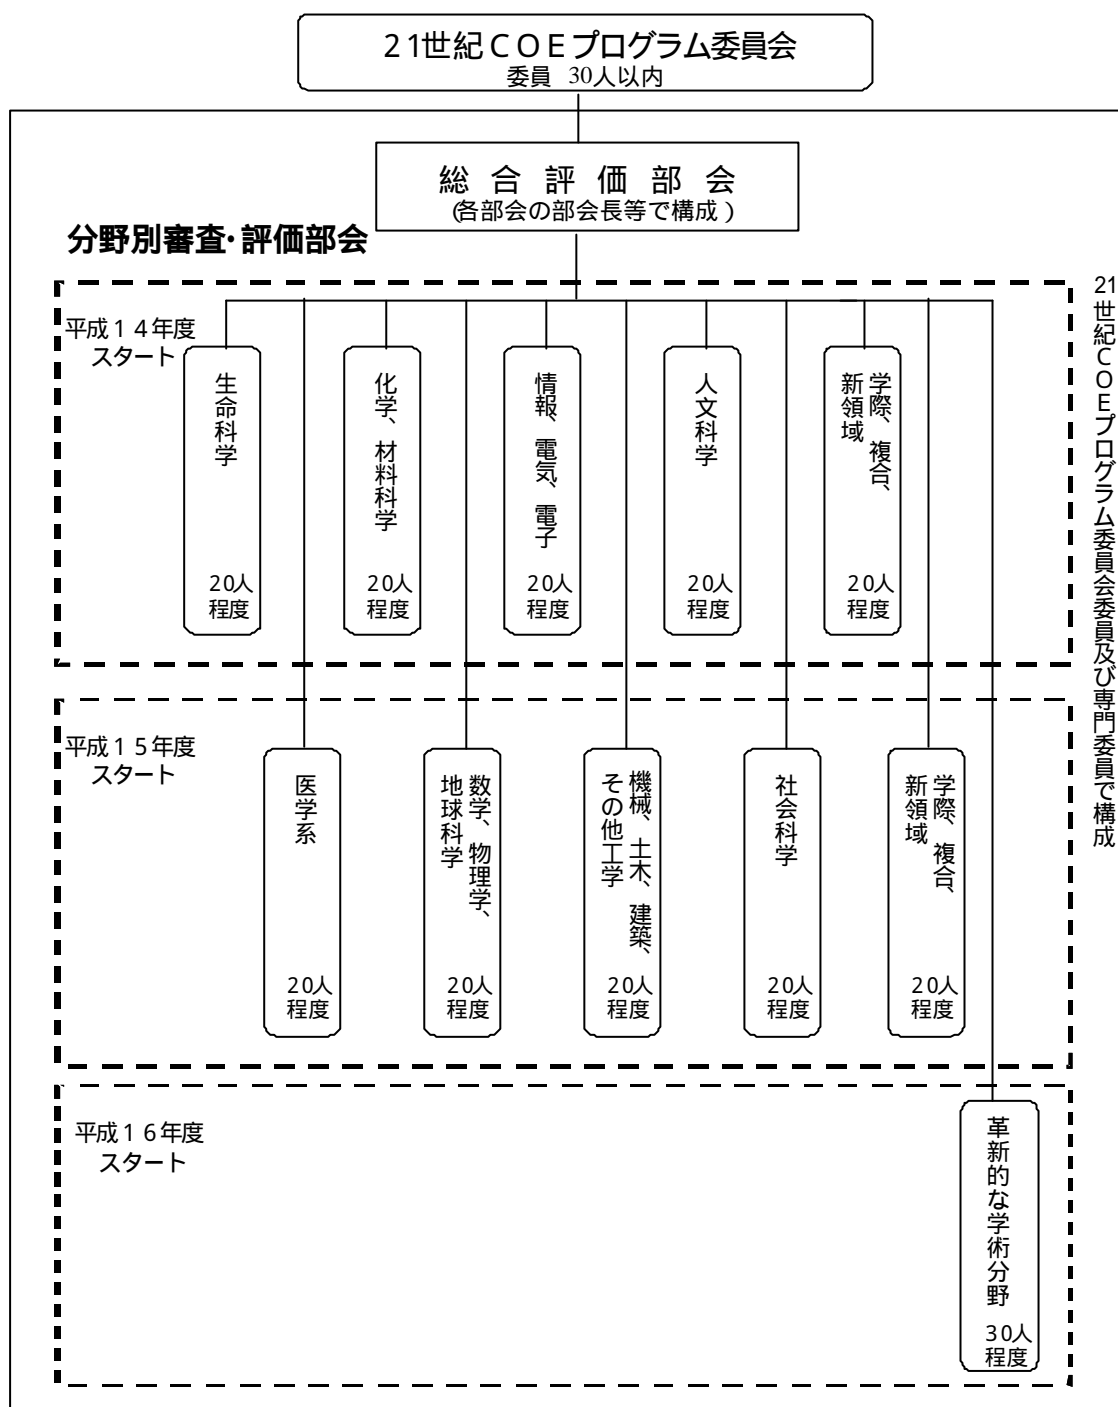 21世紀COEプログラム委員会
委員 30人以内
総合評価部会
(各部会の部会長等で構成)
分野別審査・評価部会
平成14年度
スタート
生命科学
20人
程度
化学、材料科学
20人
程度
情報、電気、電子
20人
程度
人文科学
20人
程度
学際、複合、
新領域
20人
程度
平成15年度
スタート
医学系
20人
程度
数学、物理学、
地球科学
20人
程度
機械、土木、建築、
その他工学
20人
程度
社会科学
20人
程度
学際、複合、
新領域
20人
程度
平成16年度
スタート
革新的な学術分野
30人
程度
21世紀COEプログラム委員会委員及び専門委員で構成